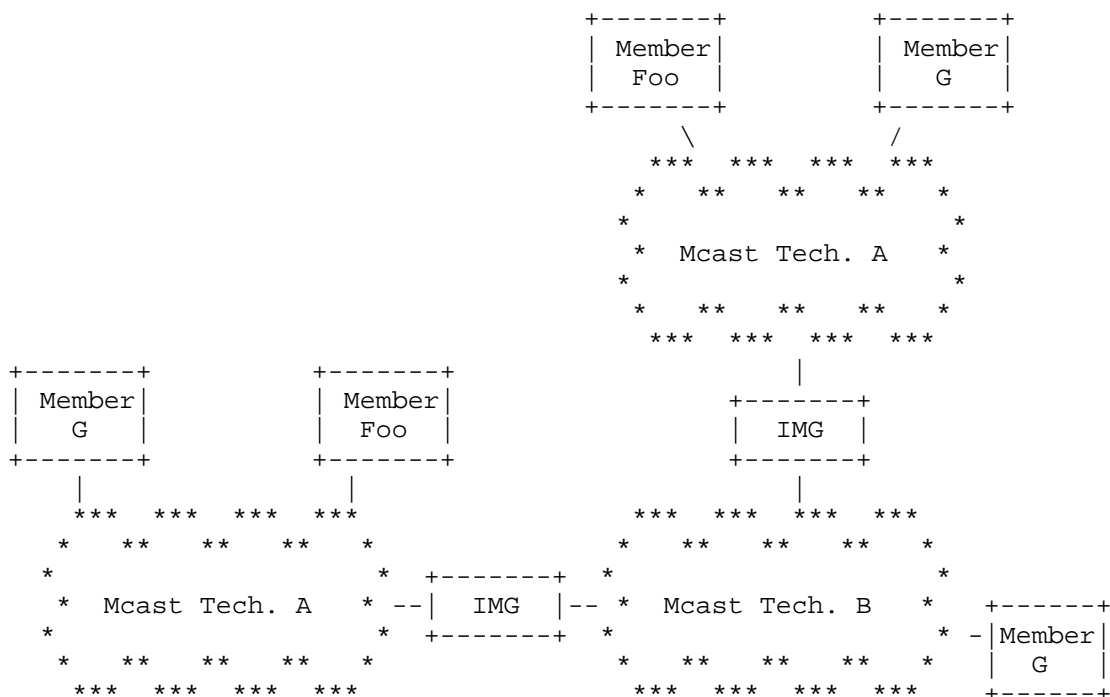 Member Member
Foo G
Mcast Tech. A
Member Member
G Foo
IMG
Mcast Tech. A IMG Mcast Tech. B
Member
G